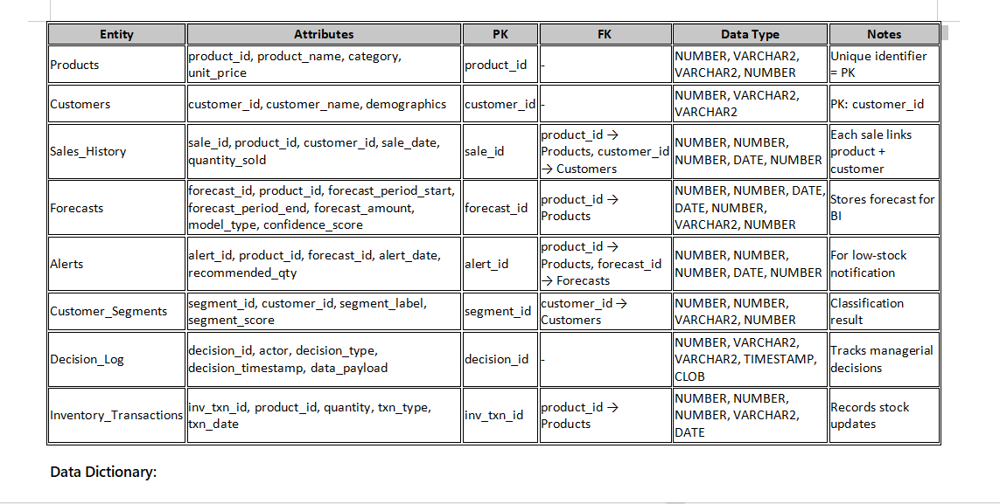 Entity Attributes PK FK Data Type Notes
Products
product_id, product_name, category,
unit_price
product_id
-
NUMBER, VARCHAR2,
VARCHAR2, NUMBER
Unique identifier
= PK
Customers
customer_id, customer_name, demographics
customer_id
-
NUMBER, VARCHAR2,
VARCHAR2
PK: customer_id
Sales_History
sale_id, product_id, customer_id, sale_date,
quantity_sold
sale_id
product_id →
Products, customer_id
→ Customers
NUMBER, NUMBER,
NUMBER, DATE, NUMBER
Each sale links
product +
customer
Forecasts
forecast_id, product_id, forecast_period_start,
forecast_period_end, forecast_amount,
model_type, confidence_score
forecast_id
product_id →
Products
NUMBER, NUMBER, DATE,
DATE, NUMBER,
VARCHAR2, NUMBER
Stores forecast for
BI
Alerts
alert_id, product_id, forecast_id, alert_date,
recommended_qty
alert_id
product_id →
Products, forecast_id
→ Forecasts
NUMBER, NUMBER,
NUMBER, DATE, NUMBER
For low-stock
notification
Customer_Segments
segment_id, customer_id, segment_label,
segment_score
segment_id
customer_id →
Customers
NUMBER, NUMBER,
VARCHAR2, NUMBER
Classification
result
Decision_Log
decision_id, actor, decision_type,
decision_timestamp, data_payload
decision_id
-
NUMBER, VARCHAR2,
VARCHAR2, TIMESTAMP,
CLOB
Tracks managerial
decisions
Inventory_Transactions
inv_txn_id, product_id, quantity, txn_type,
txn_date
inv_txn_id
product_id →
Products
NUMBER, NUMBER,
NUMBER, VARCHAR2,
DATE
Records stock
updates
Data Dictionary: